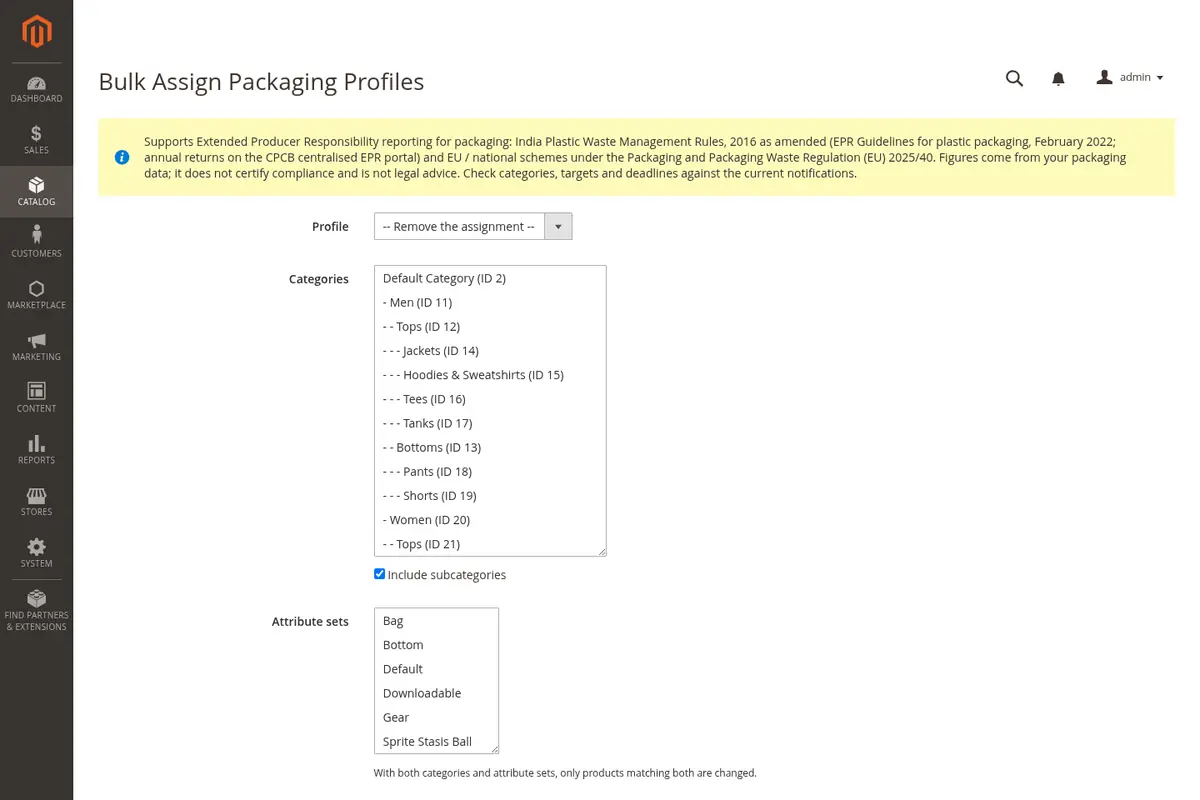 Bulk Assign Packaging Profiles
admin
DASHBOARD
SALES
CATALOG
CUSTOMERS
MARKETPLACE
MARKETING
CONTENT
REPORTS
STORES
SYSTEM
FIND PARTNERS
& EXTENSIONS
Supports Extended Producer Responsibility reporting for packaging: India Plastic Waste Management Rules, 2016 as amended (EPR Guidelines for plastic packaging, February 2022;
annual returns on the CPCB centralised EPR portal) and EU / national schemes under the Packaging and Packaging Waste Regulation (EU) 2025/40. Figures come from your packaging
data; it does not certify compliance and is not legal advice. Check categories, targets and deadlines against the current notifications.
Profile
-- Remove the assignment --
Categories
Default Category (ID 2)
- Men (ID 11)
- - Tops (ID 12)
- - - Jackets (ID 14)
- - - Hoodies & Sweatshirts (ID 15)
- - - Tees (ID 16)
- - - Tanks (ID 17)
- - Bottoms (ID 13)
- - - Pants (ID 18)
- - - Shorts (ID 19)
- Women (ID 20)
- - Tops (ID 21)
Include subcategories
Attribute sets
Bag
Bottom
Default
Downloadable
Gear
Sprite Stasis Ball
With both categories and attribute sets, only products matching both are changed.